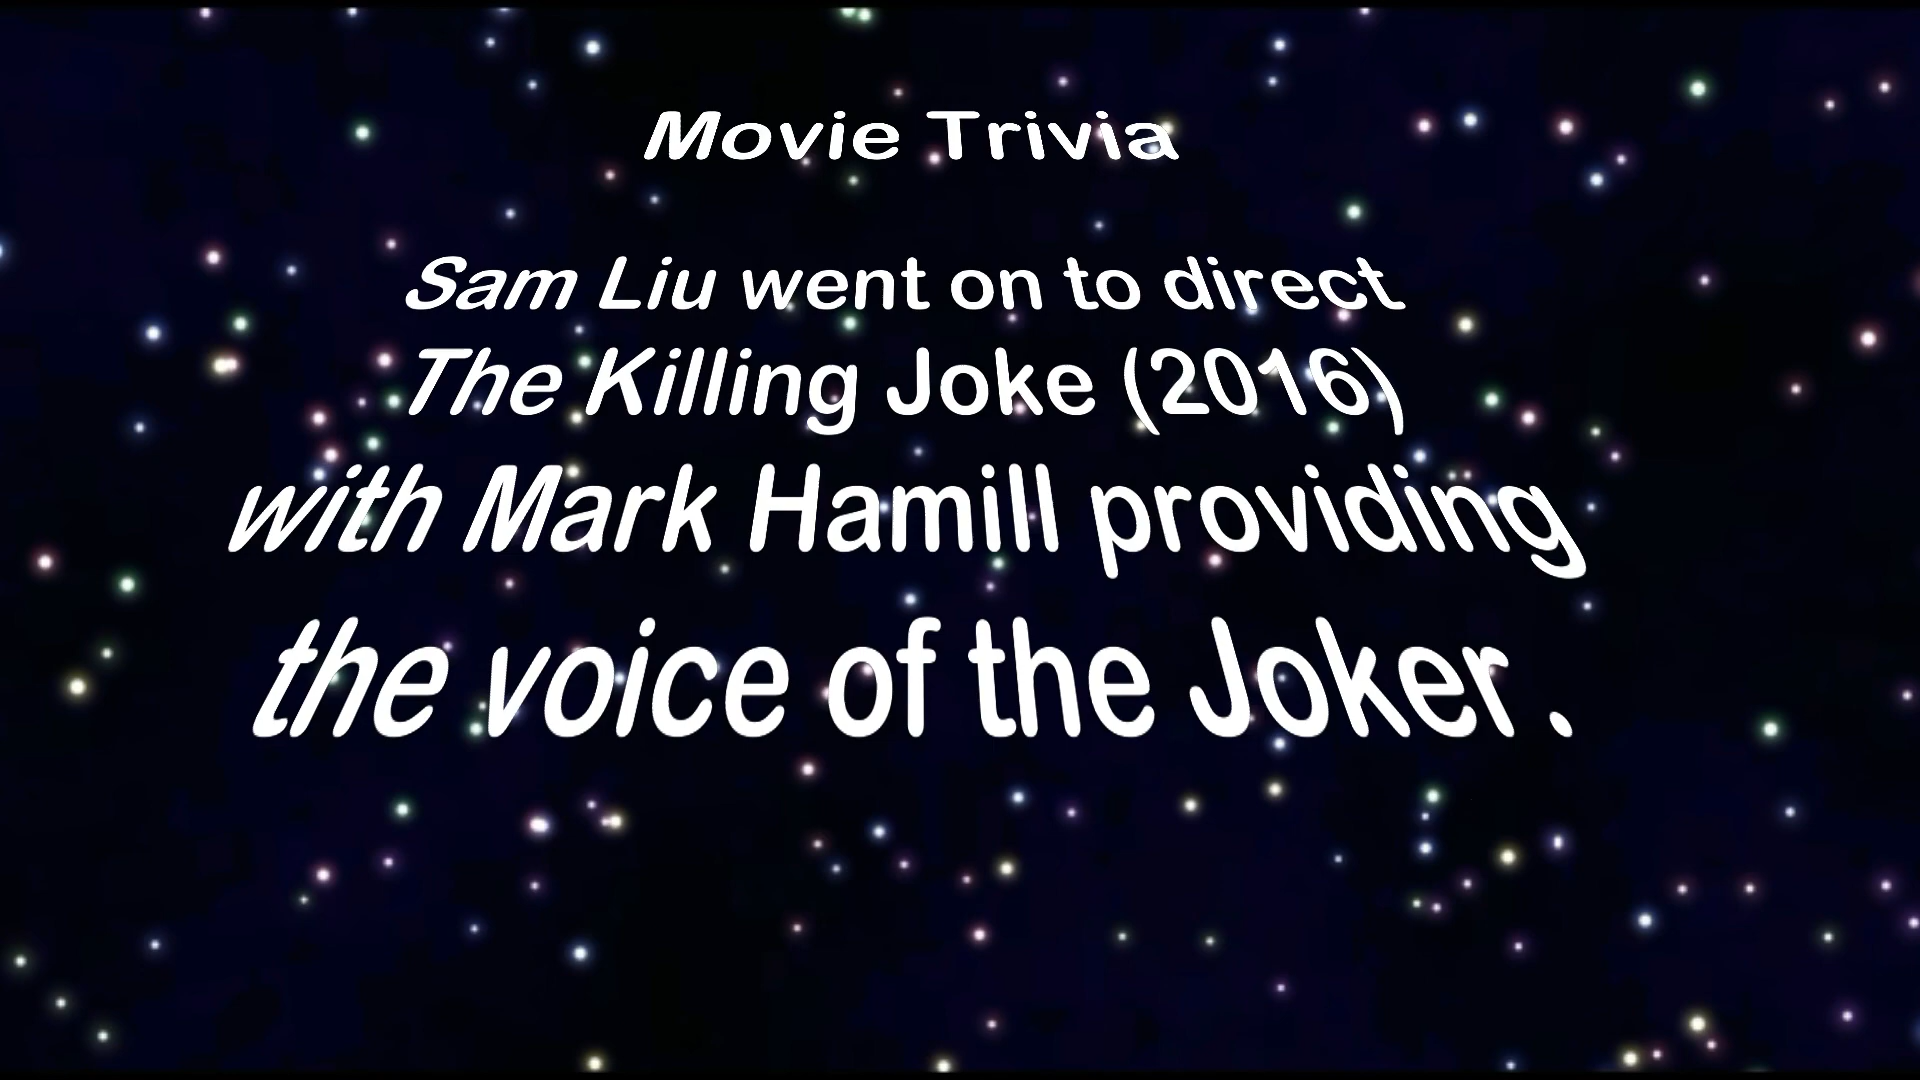 Movie Trivia
Sam Liu went on to direct
The Killing Joke (2016)
with Mark Hamill providing
the voice of the Joker .